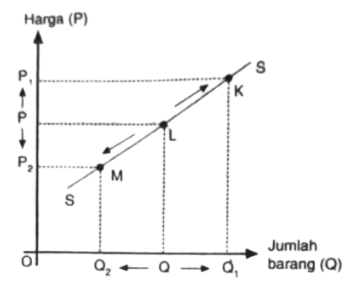 Harga (P)
S
P₁
K
P
L
P₂
M
S
O
Q₂
Q
Q₁
Jumlah
barang (Q)